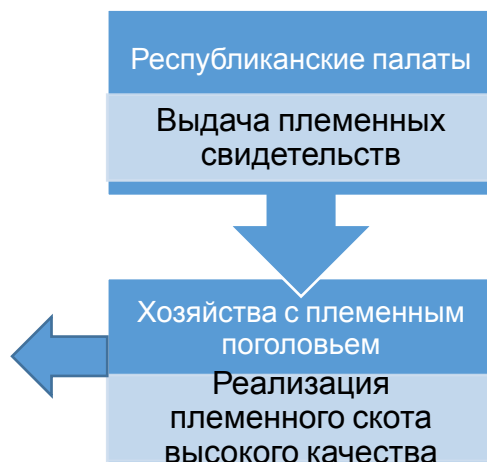 Республиканские палаты
Выдача племенных
свидетельств
Хозяйства с племенным
поголовьем
Реализация
племенного скота
высокого качества